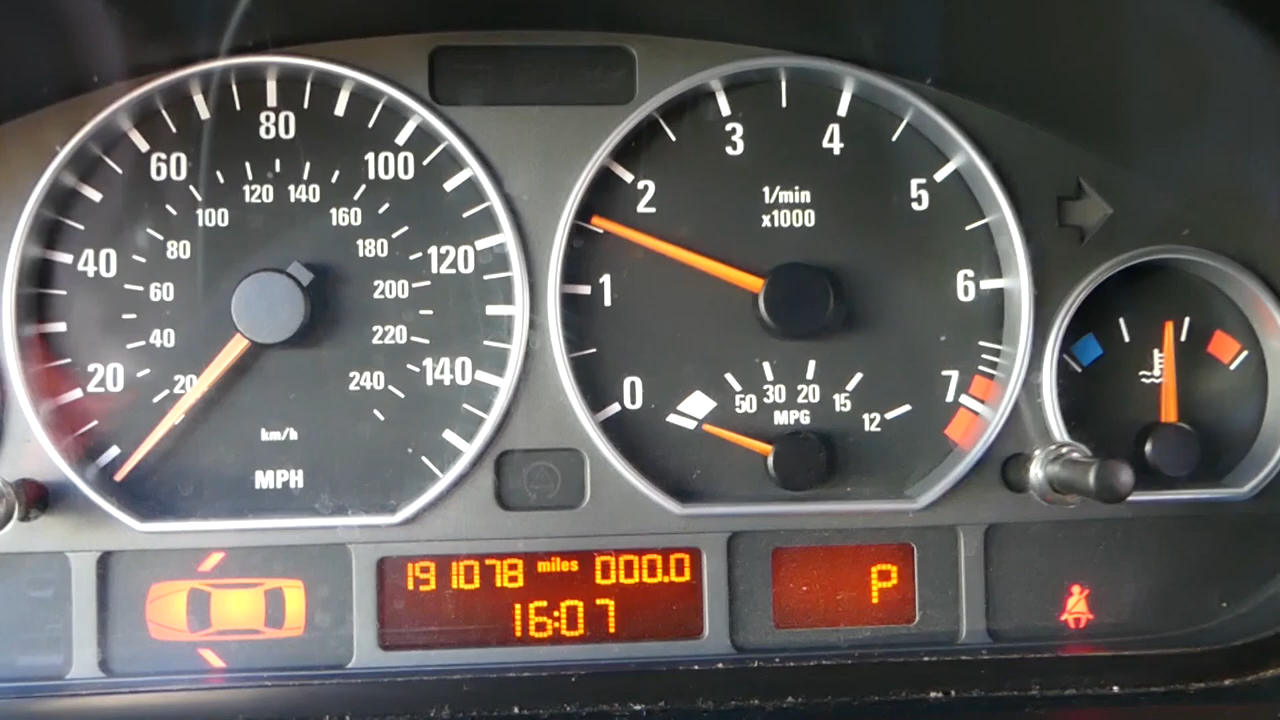 20 40 60 80 100 120 140
20 40 60 80 100 120 140 160 180 200 220 240
km/h
MPH
0 1 2 3 4 5 6 7
1/min
x1000
50 30 20 15 12
MPG
191078 miles 000.0
16:07
P